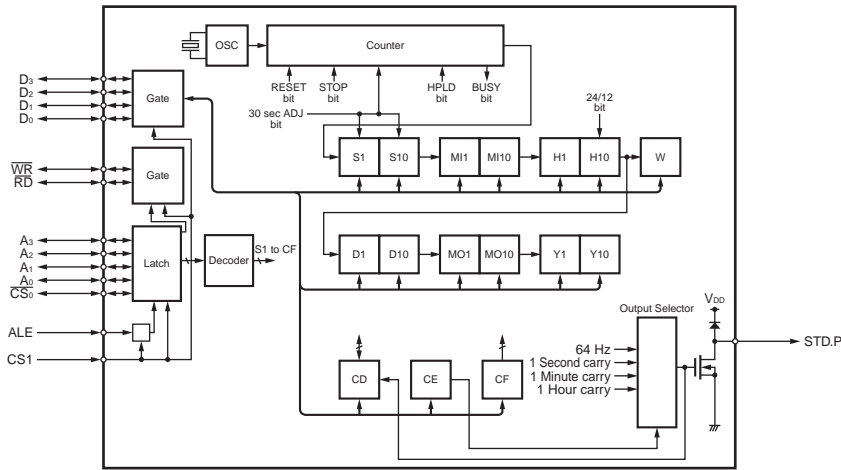 OSC
Counter
D3
D2
D1
D0
Gate
RESET
bit
STOP
bit
HPLD
bit
BUSY
bit
30 sec ADJ
bit
24/12
bit
S1
S10
MI1
MI10
H1
H10
W
WR
RD
Gate
A3
A2
A1
A0
CS0
Latch
Decoder
S1 to CF
D1
D10
MO1
MO10
Y1
Y10
ALE
CS1
Output Selector
VDD
64 Hz
1 Second carry
1 Minute carry
1 Hour carry
STD.P
CD
CE
CF